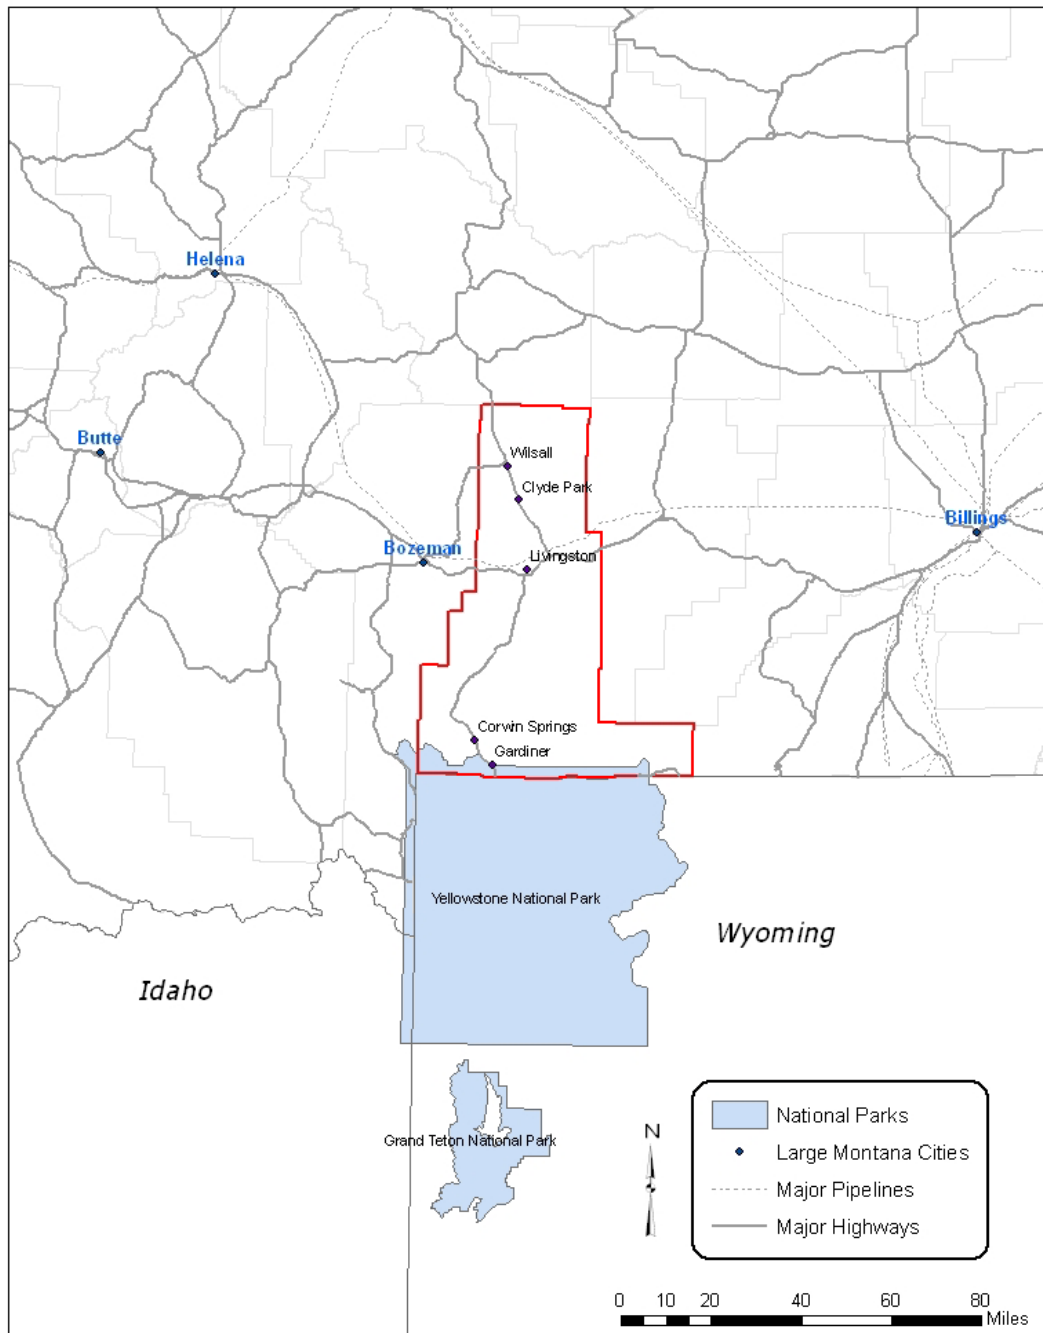 Helena
Butte
Wilsall
Clyde Park
Billings
Bozeman
Livingston
Corwin Springs
Gardiner
Yellowstone National Park
Wyoming
Idaho
Grand Teton National Park
N
National Parks
Large Montana Cities
Major Pipelines
Major Highways
0 10 20 40 60 80
Miles